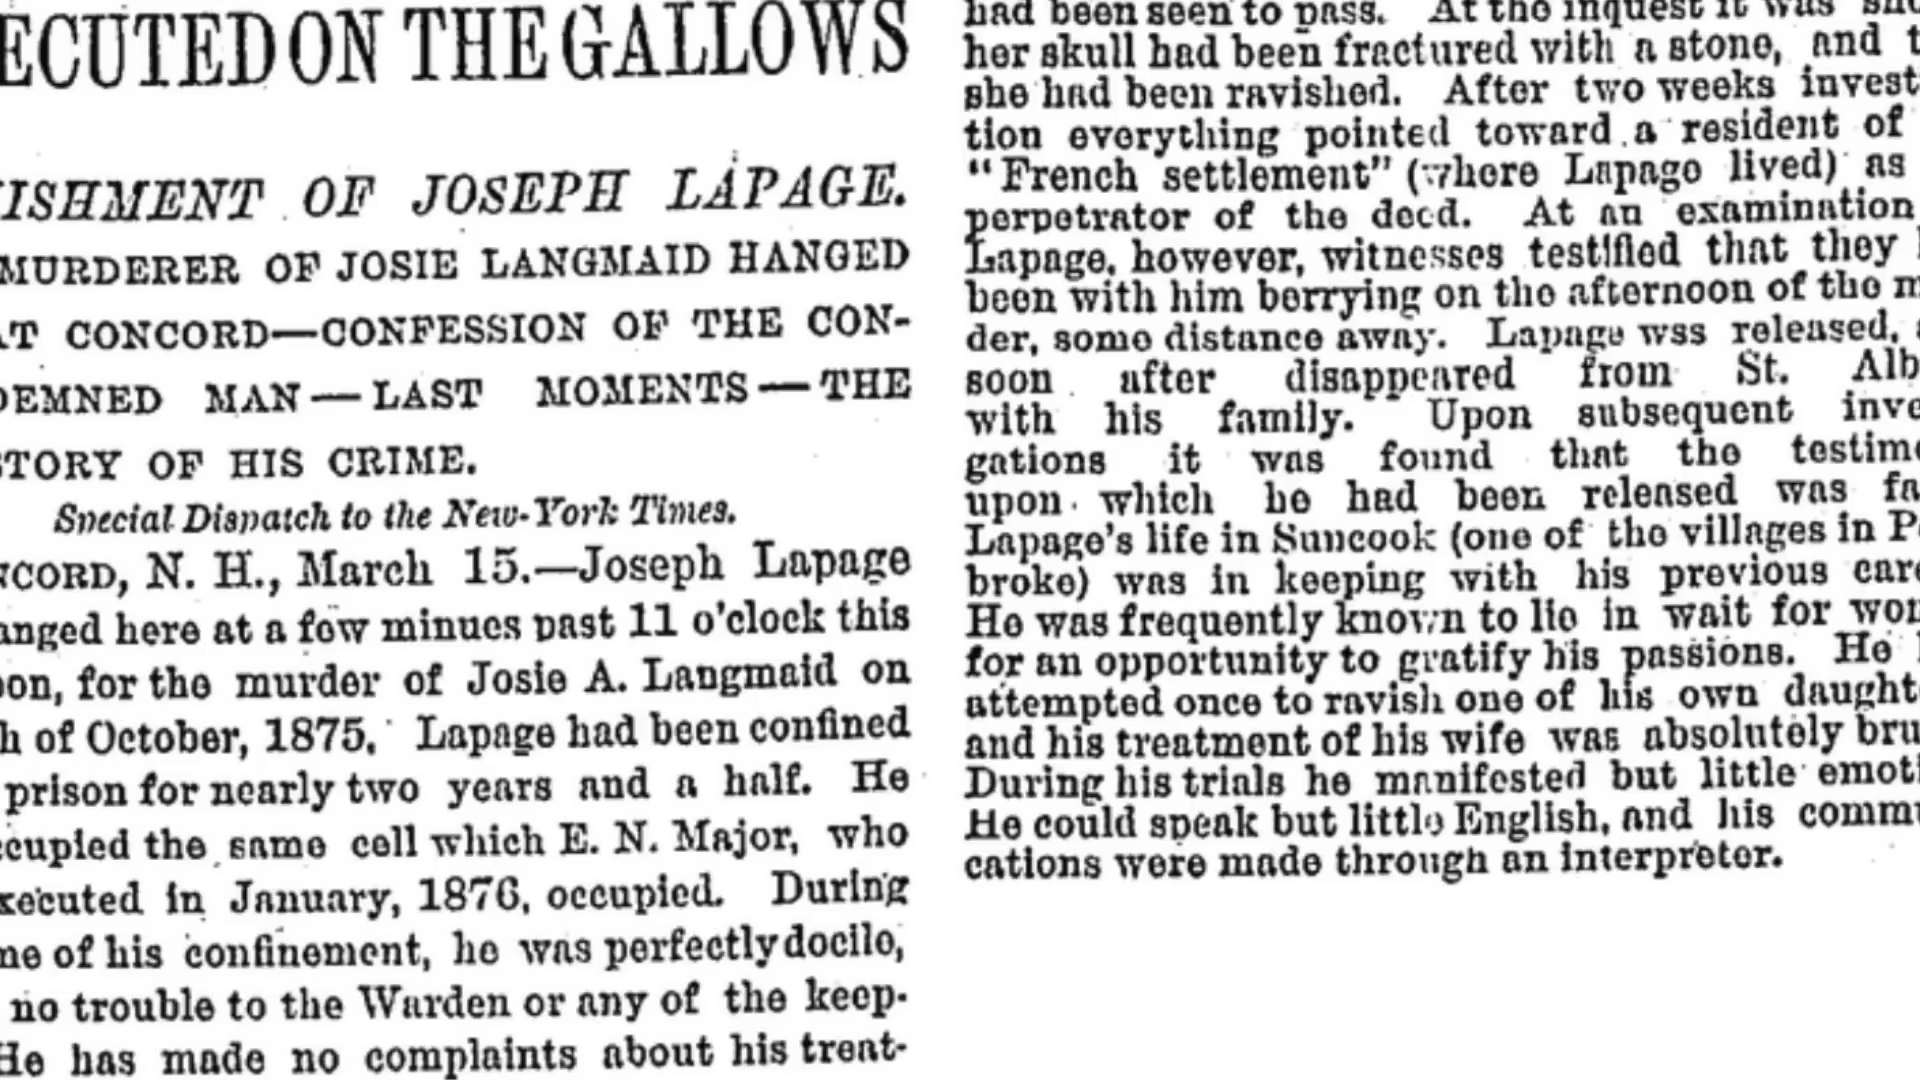 ECUTED ON THE GALLOWS
ISHMENT OF JOSEPH LAPAGE.
MURDERER OF JOSIE LANGMAID HANGED
AT CONCORD—CONFESSION OF THE CON-
DEMNED MAN—LAST MOMENTS—THE
STORY OF HIS CRIME.
Special Dispatch to the New-York Times.
NCORD, N. H., March 15.—Joseph Lapage
anged here at a few minues past 11 o'clock this
oon, for the murder of Josie A. Langmaid on
h of October, 1875. Lapage had been confined
prison for nearly two years and a half. He
ccupied the same cell which E. N. Major, who
xecuted in January, 1876, occupied. During
me of his confinement, he was perfectly docile,
no trouble to the Warden or any of the keep-
He has made no complaints about his treat-
had been seen to pass. At the inquest it was
her skull had been fractured with a stone, and t
she had been ravished. After two weeks invest
tion everything pointed toward a resident of
"French settlement" (where Lapage lived) as
perpetrator of the deed. At an examination
Lapage, however, witnesses testified that they
been with him berrying on the afternoon of the m
der, some distance away. Lapage wss released,
soon after disappeared from St. Alb
with his family. Upon subsequent inve
gations it was found that the testimo
upon which he had been released was fa
Lapage's life in Suncook (one of the villages in P
broke) was in keeping with his previous care
He was frequently known to lie in wait for wo
for an opportunity to gratify his passions. He
attempted once to ravish one of his own daught
and his treatment of his wife was absolutely bru
During his trials he manifested but little emoti
He could speak but little English, and his commu
cations were made through an interpreter.